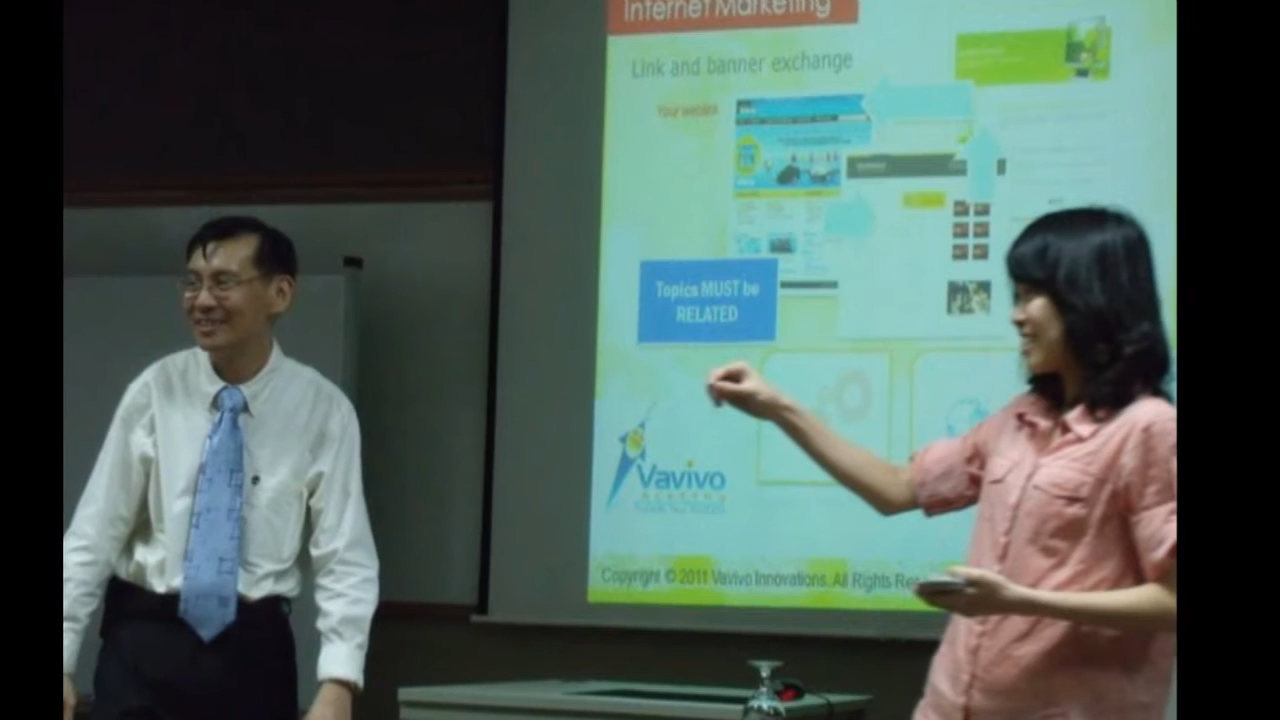 Internet Marketing
Link and banner exchange
Your website
Topics MUST be
RELATED
Vavivo
Academy
Copyright © 2011 Vavivo Innovations. All Rights Re